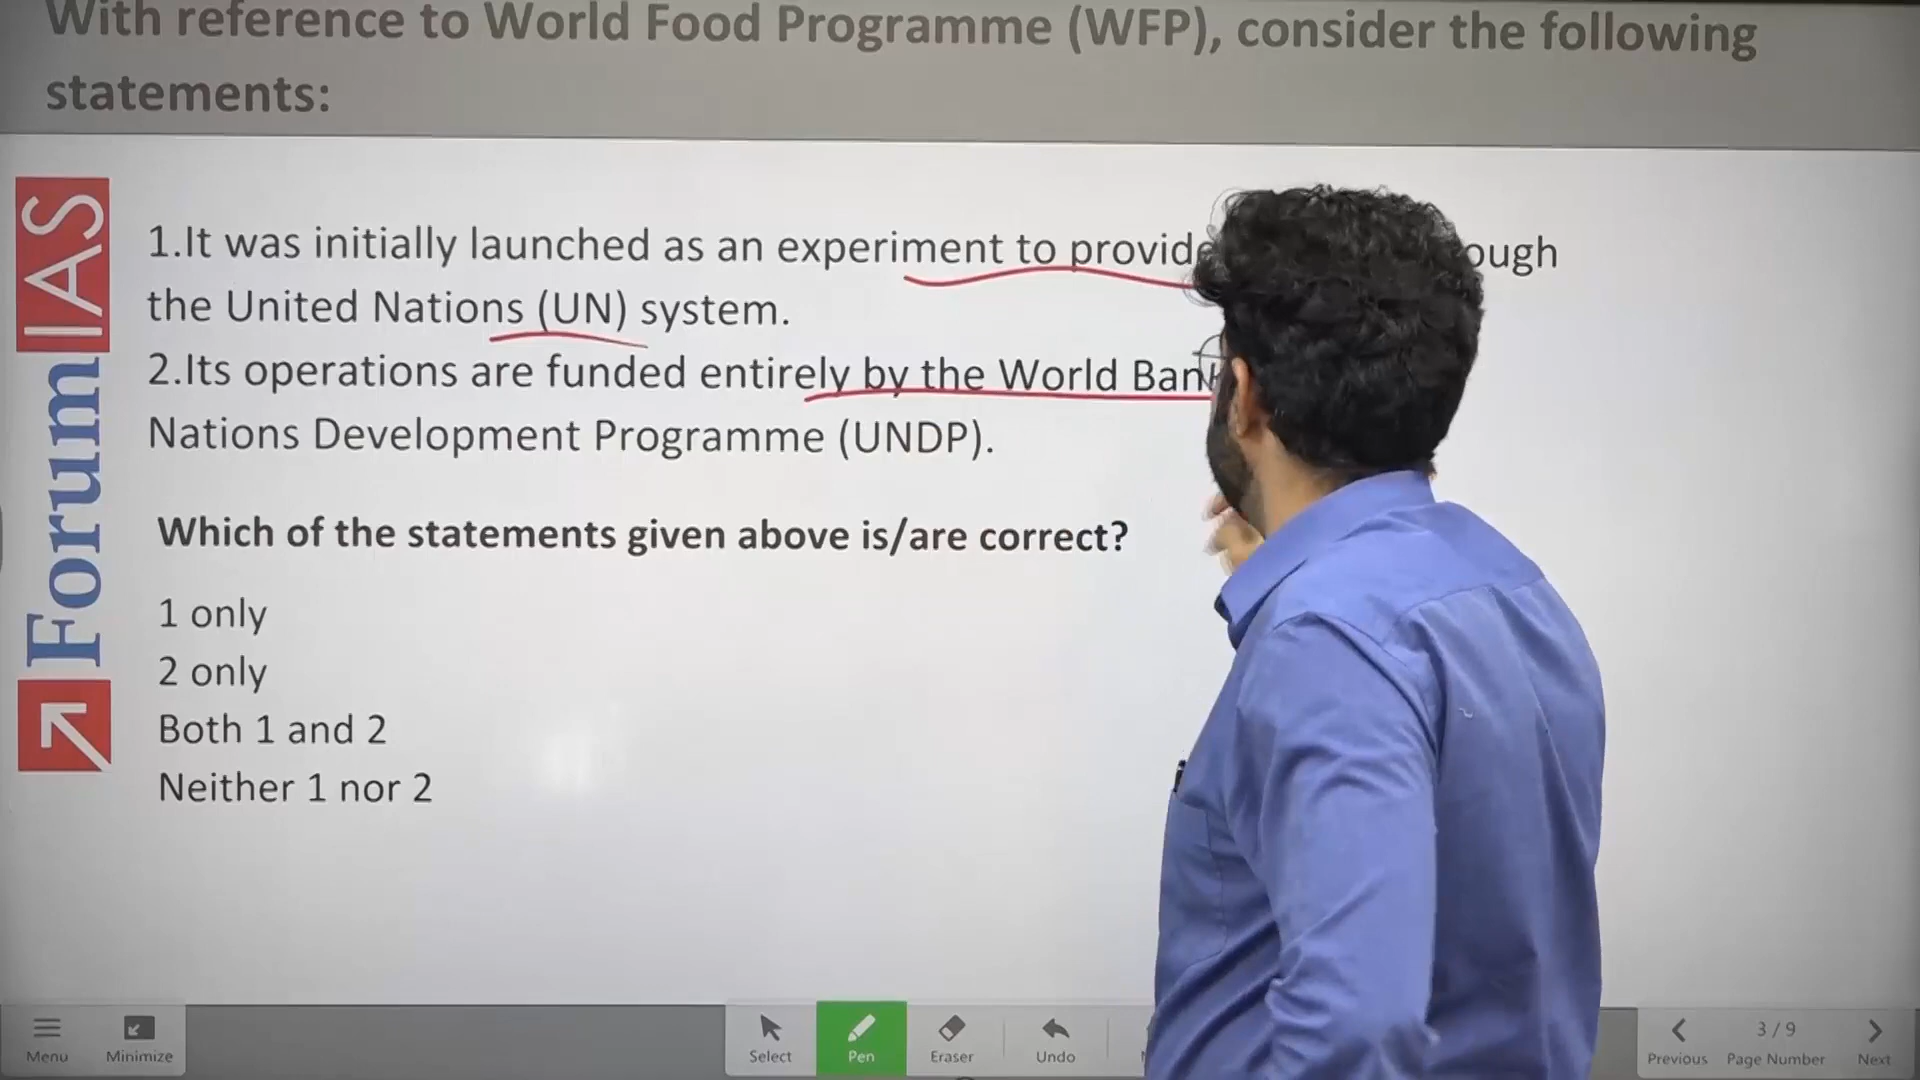 With reference to World Food Programme (WFP), consider the following
statements:
1.It was initially launched as an experiment to provide ough
the United Nations (UN) system.
2.Its operations are funded entirely by the World Bank
Nations Development Programme (UNDP).
Which of the statements given above is/are correct?
1 only
2 only
Both 1 and 2
Neither 1 nor 2
Forum|IAS
Menu
Minimize
Select
Pen
Eraser
Undo
Previous
3 / 9
Page Number
Next